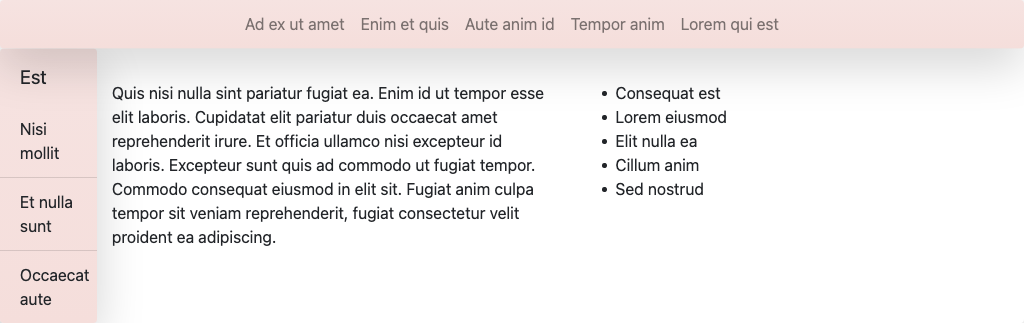 Ad ex ut amet Enim et quis Aute anim id Tempor anim Lorem qui est
Est
Nisi
mollit
Et nulla
sunt
Occaecat
aute
Quis nisi nulla sint pariatur fugiat ea. Enim id ut tempor esse
elit laboris. Cupidatat elit pariatur duis occaecat amet
reprehenderit irure. Et officia ullamco nisi excepteur id
laboris. Excepteur sunt quis ad commodo ut fugiat tempor.
Commodo consequat eiusmod in elit sit. Fugiat anim culpa
tempor sit veniam reprehenderit, fugiat consectetur velit
proident ea adipiscing.
• Consequat est
• Lorem eiusmod
• Elit nulla ea
• Cillum anim
• Sed nostrud